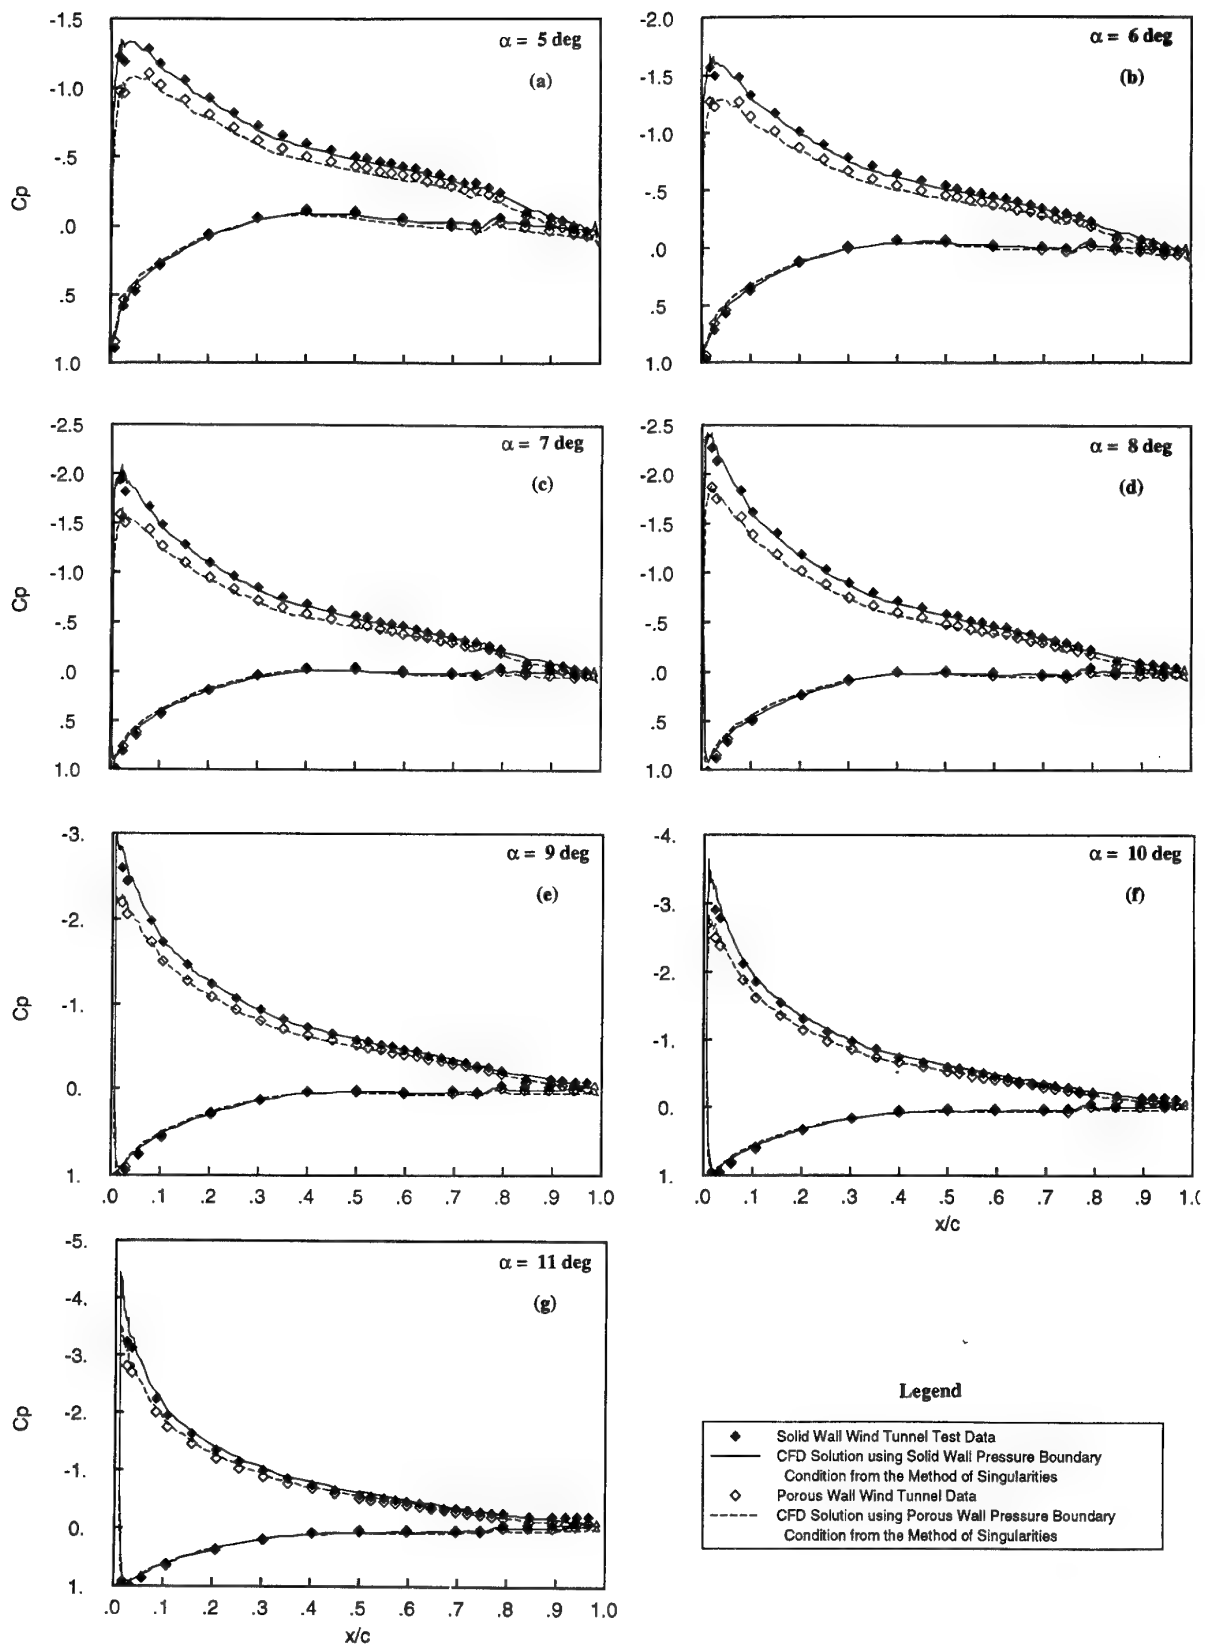 -1.5
-1.0
-.5
.0
.5
1.0
Cp
α = 5 deg
(a)
-2.0
-1.5
-1.0
-.5
.0
.5
1.0
α = 6 deg
(b)
-2.5
-2.0
-1.5
-1.0
-.5
.0
.5
1.0
Cp
α = 7 deg
(c)
-2.5
-2.0
-1.5
-1.0
-.5
.0
.5
1.0
α = 8 deg
(d)
-3.
-2.
-1.
0.
1.
Cp
α = 9 deg
(e)
.0 .1 .2 .3 .4 .5 .6 .7 .8 .9 1.0
-4.
-3.
-2.
-1.
0.
1.
α = 10 deg
(f)
.0 .1 .2 .3 .4 .5 .6 .7 .8 .9 1.0
x/c
-5.
-4.
-3.
-2.
-1.
0.
1.
Cp
α = 11 deg
(g)
.0 .1 .2 .3 .4 .5 .6 .7 .8 .9 1.0
x/c
Legend
Solid Wall Wind Tunnel Test Data
CFD Solution using Solid Wall Pressure Boundary
Condition from the Method of Singularities
Porous Wall Wind Tunnel Data
CFD Solution using Porous Wall Pressure Boundary
Condition from the Method of Singularities